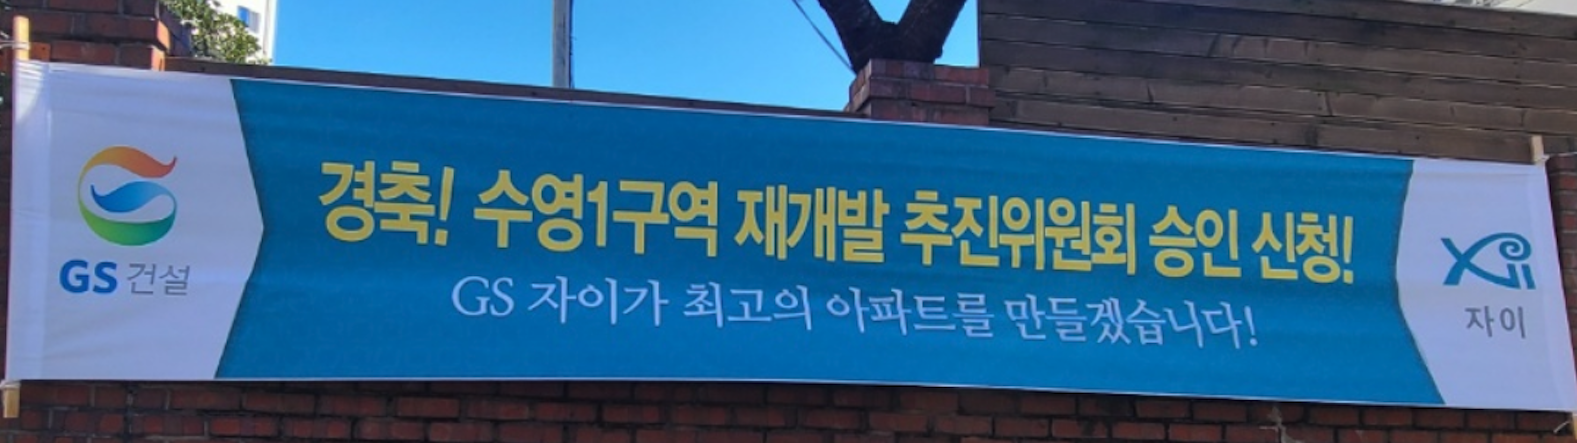 경축! 수영1구역 재개발 추진위원회 승인 신청!
GS 자이가 최고의 아파트를 만들겠습니다!
GS 건설
Xii
자이